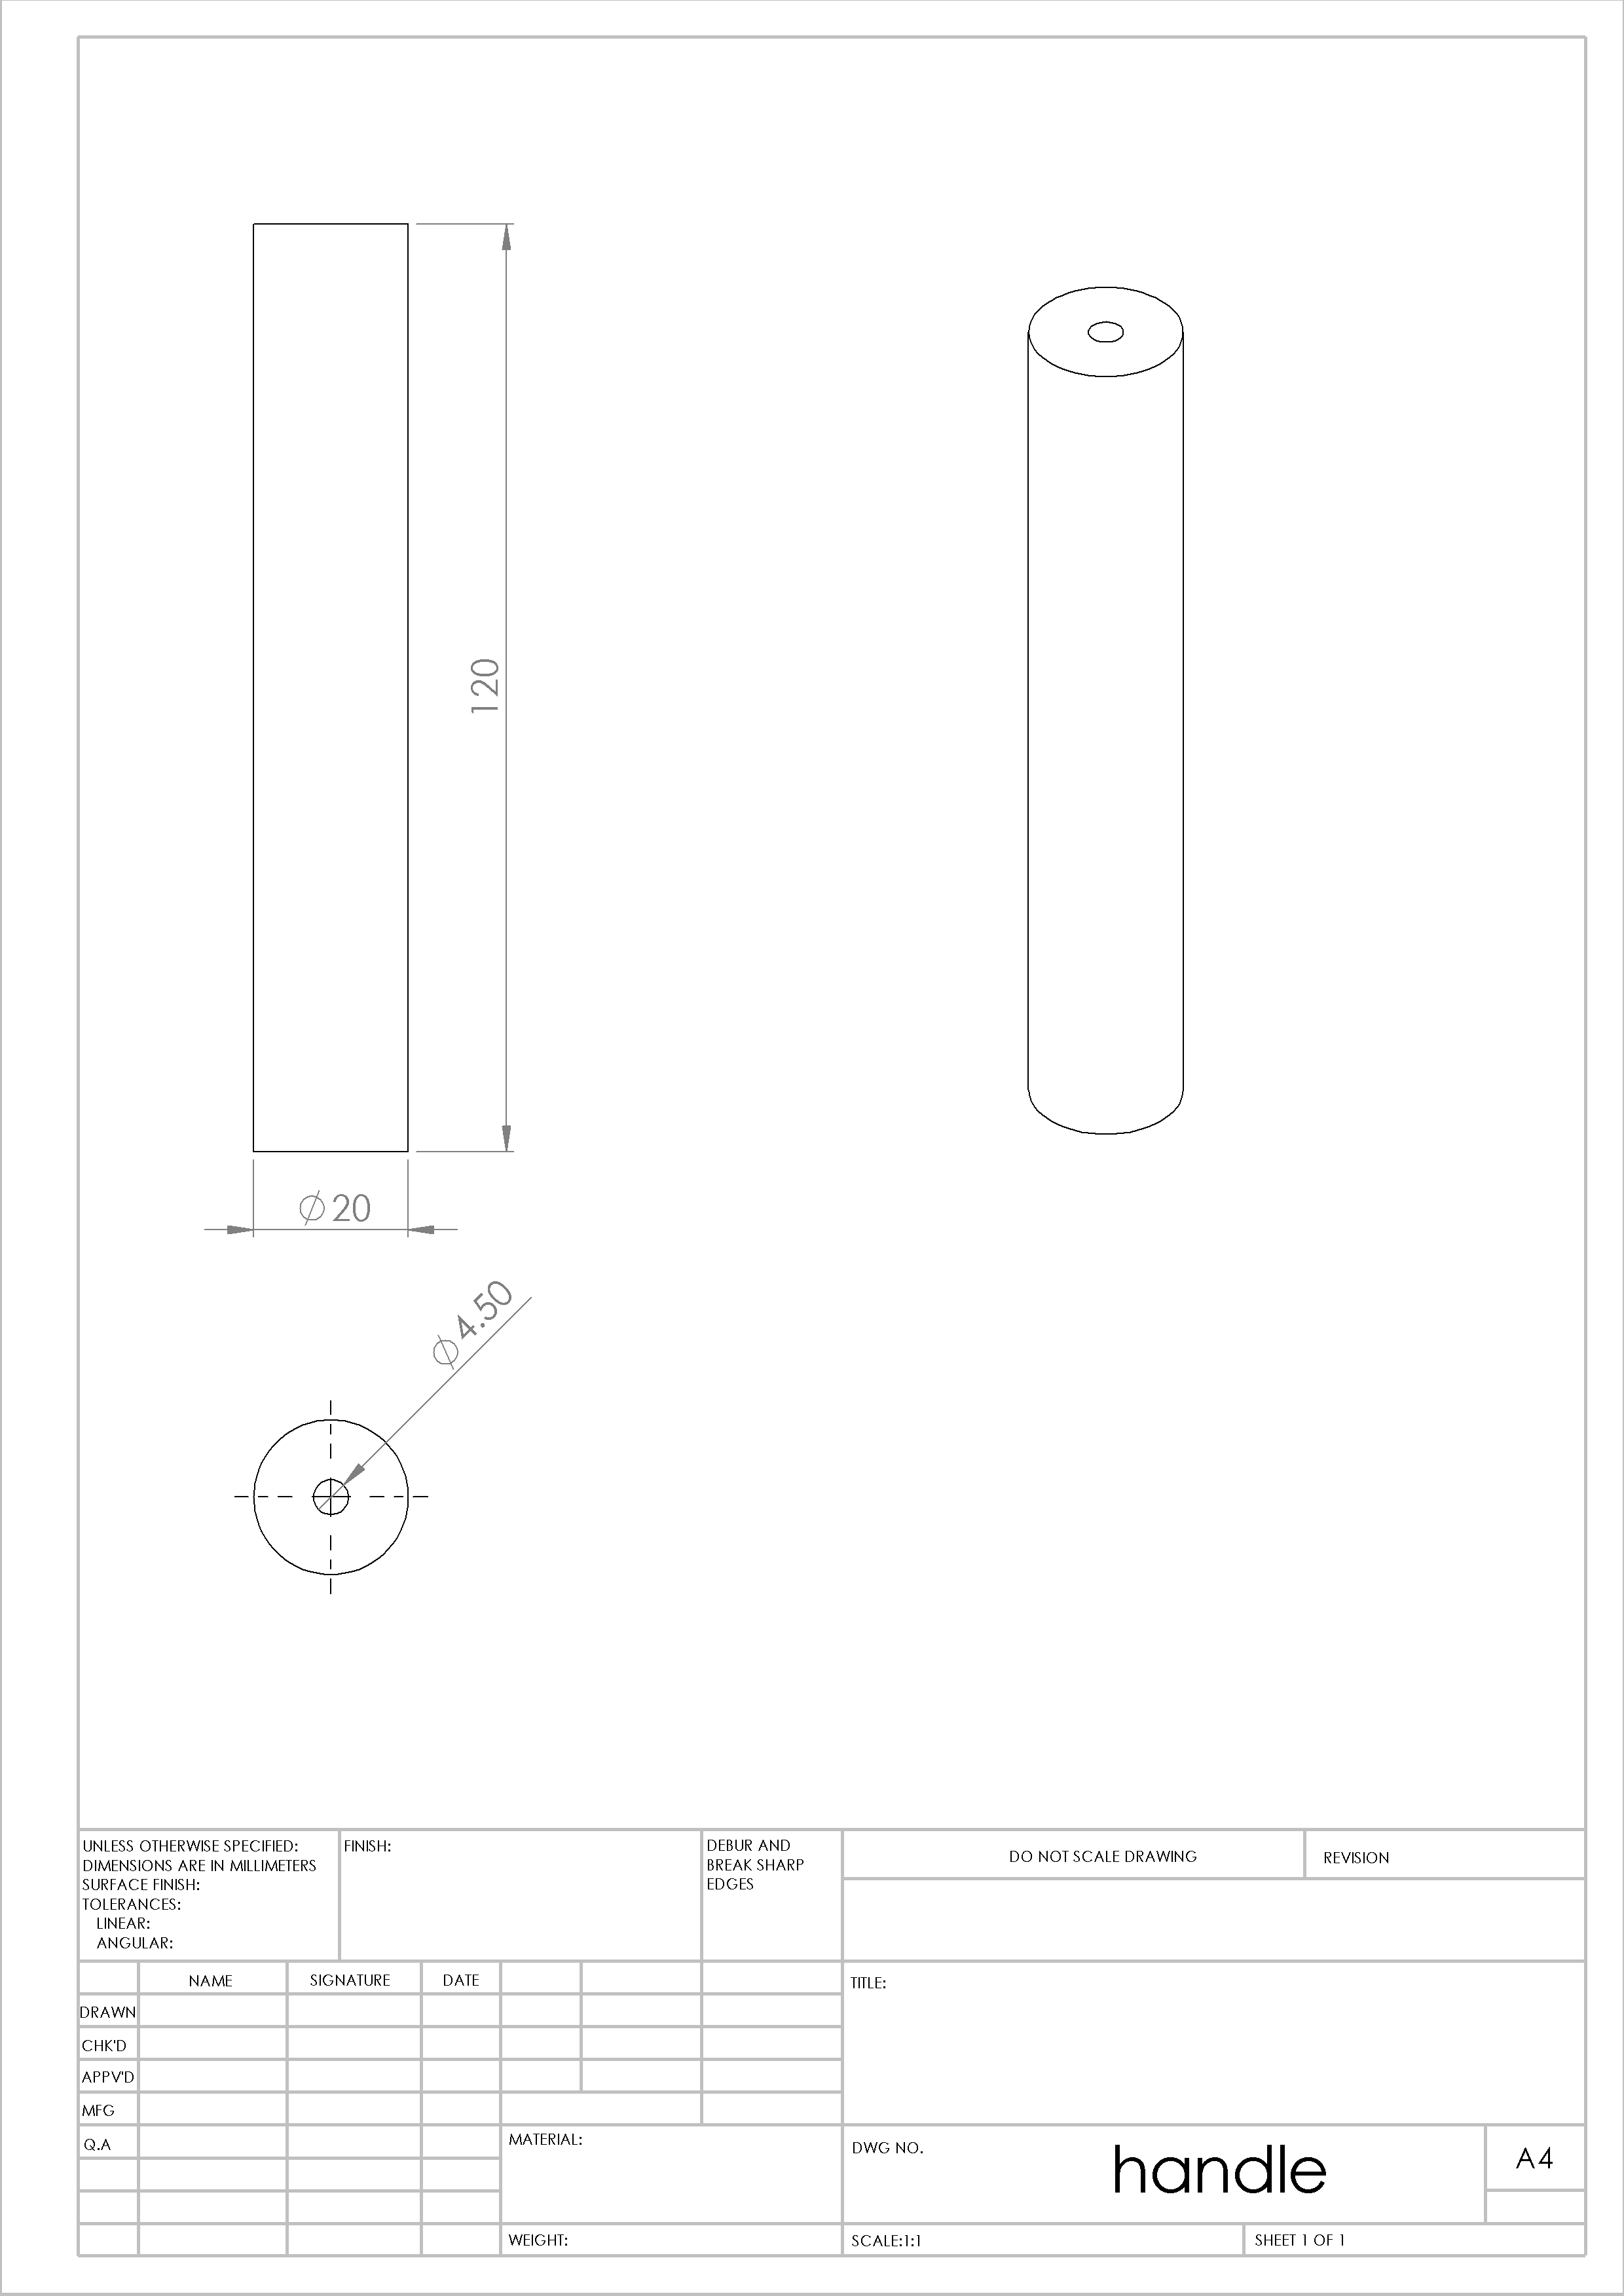 120
∅20
∅4.50
UNLESS OTHERWISE SPECIFIED:
DIMENSIONS ARE IN MILLIMETERS
SURFACE FINISH:
TOLERANCES:
LINEAR:
ANGULAR:
FINISH:
DEBUR AND
BREAK SHARP
EDGES
DO NOT SCALE DRAWING
REVISION
NAME
SIGNATURE
DATE
DRAWN
CHK'D
APPV'D
MFG
Q.A
TITLE:
MATERIAL:
DWG NO.
handle
A4
WEIGHT:
SCALE:1:1
SHEET 1 OF 1